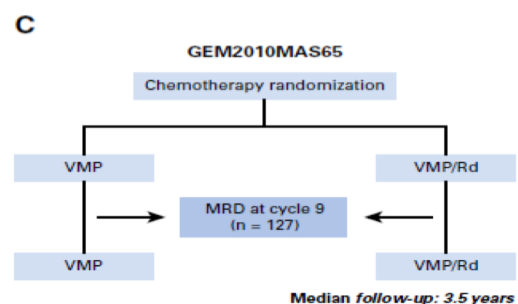 C
GEM2010MAS65
Chemotherapy randomization
VMP
VMP/Rd
MRD at cycle 9
(n = 127)
VMP
VMP/Rd
Median follow-up: 3.5 years